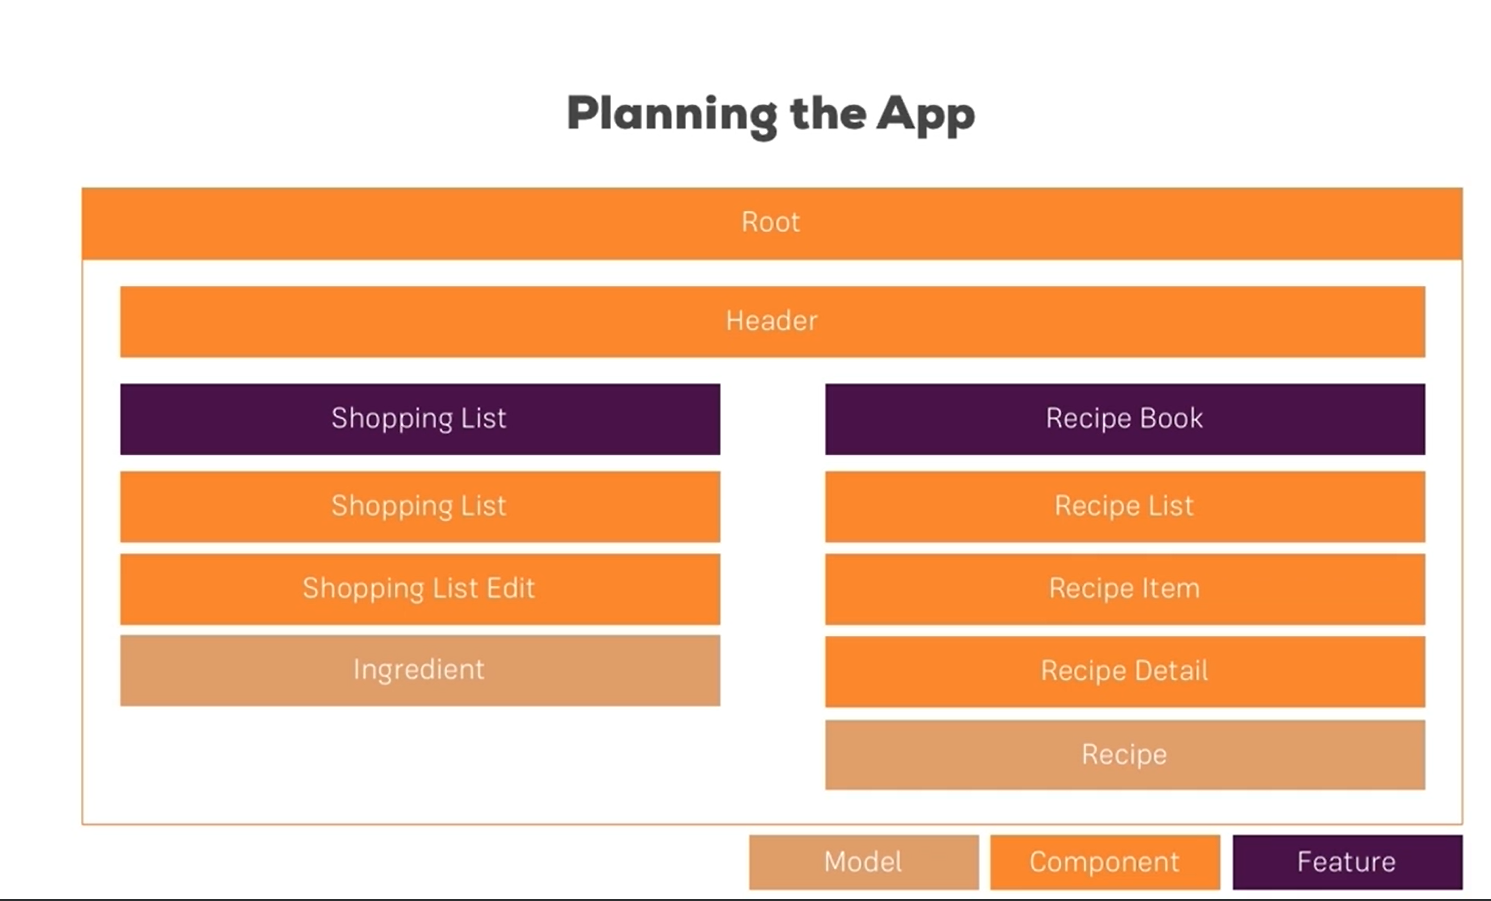 Planning the App
Root
Header
Shopping List
Shopping List
Shopping List Edit
Ingredient
Recipe Book
Recipe List
Recipe Item
Recipe Detail
Recipe
Model
Component
Feature